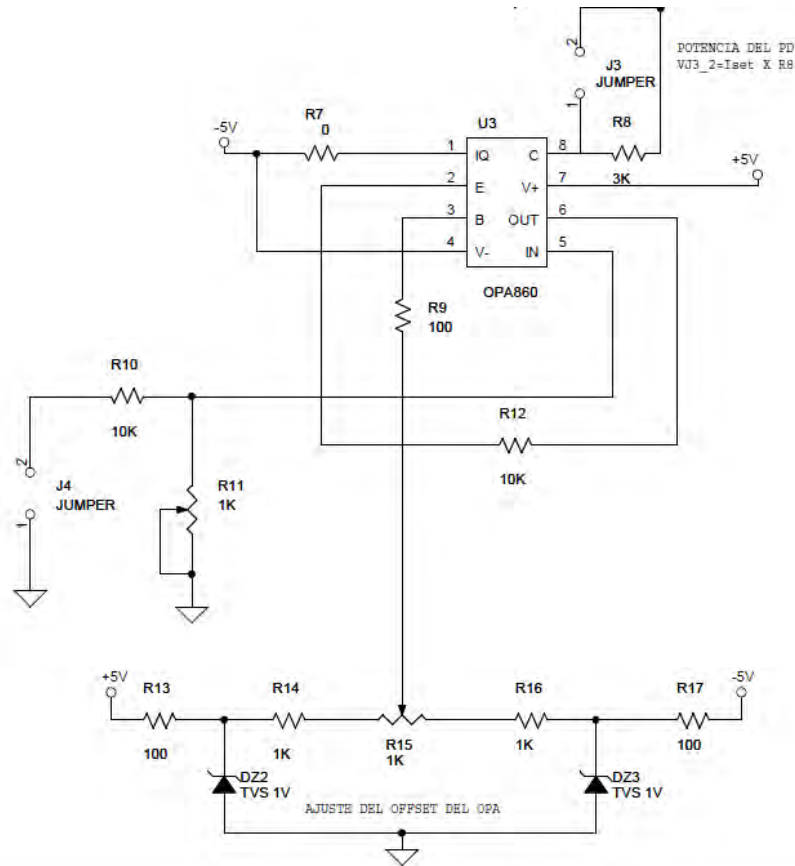 2
J3
JUMPER
1
POTENCIA DEL PD
VJ3_2=Iset X R8
R7
0
-5V
U3
R8
3K
+5V
1 IQ C 8
2 E V+ 7
3 B OUT 6
4 V- IN 5
OPA860
R9
100
R10
10K
R12
10K
2
J4
JUMPER
1
R11
1K
+5V
R13
100
R14
1K
R15
1K
R16
1K
R17
100
-5V
DZ2
TVS 1V
DZ3
TVS 1V
AJUSTE DEL OFFSET DEL OPA